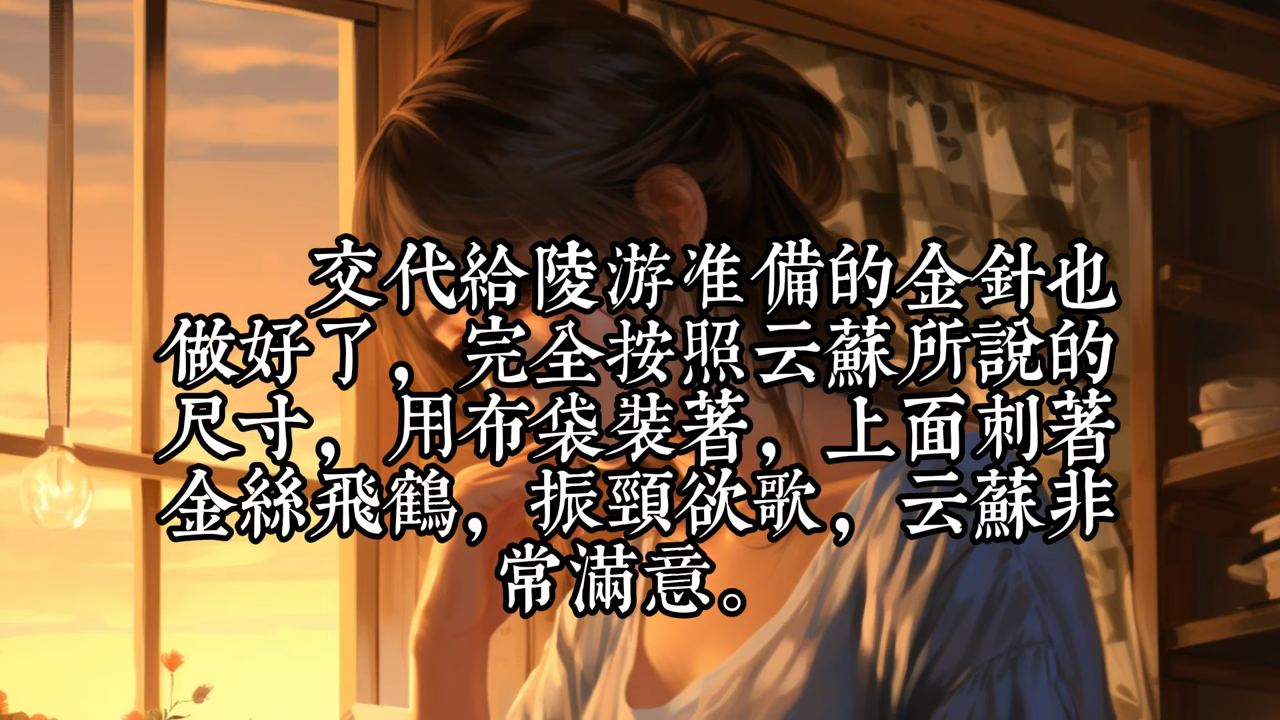 交代給陵游准備的金針也
做好了，完全按照云蘇所說的
尺寸，用布袋裝著，上面刺著
金絲飛鶴，振頸欲歌，云蘇非
常滿意。